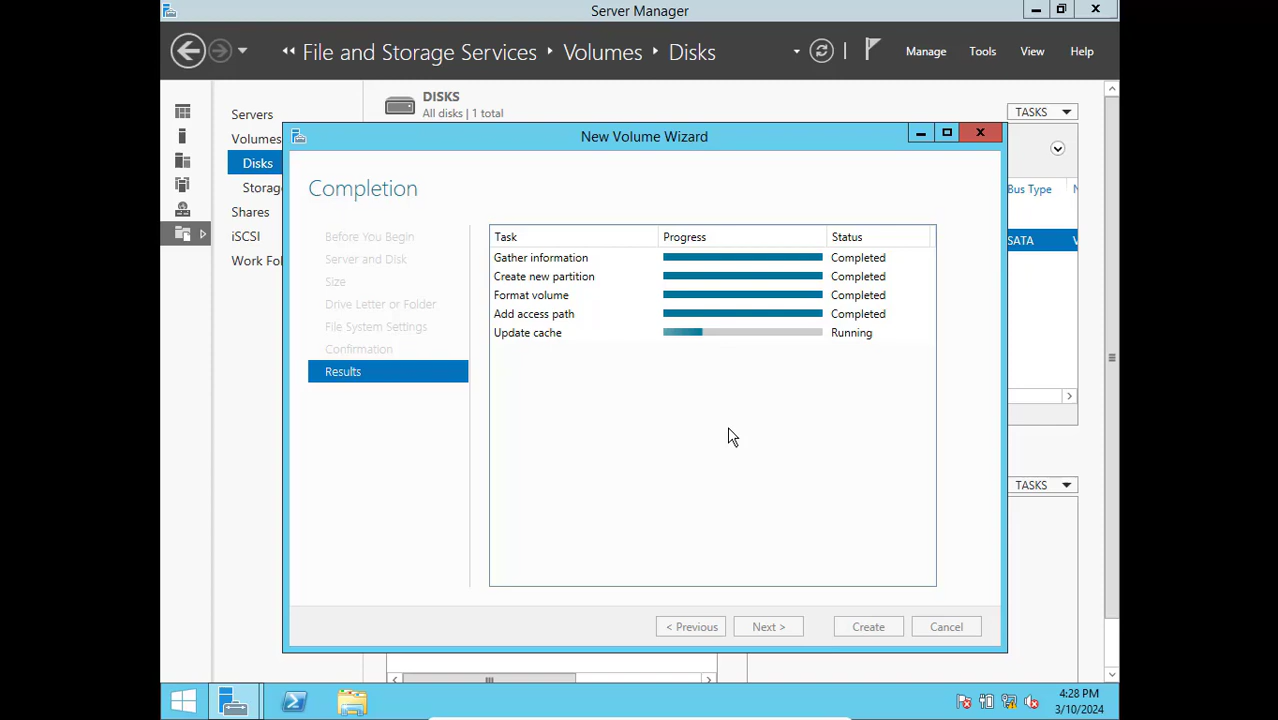 Server Manager
File and Storage Services
Volumes
Disks
Manage
Tools
View
Help
Servers
Volumes
Disks
Storag
Shares
iSCSI
Work Fol
DISKS
All disks | 1 total
TASKS
Bus Type
SATA
TASKS
New Volume Wizard
Completion
Before You Begin
Server and Disk
Size
Drive Letter or Folder
File System Settings
Confirmation
Results
Task Progress Status
Gather information Completed
Create new partition Completed
Format volume Completed
Add access path Completed
Update cache Running
< Previous
Next >
Create
Cancel
4:28 PM
3/10/2024